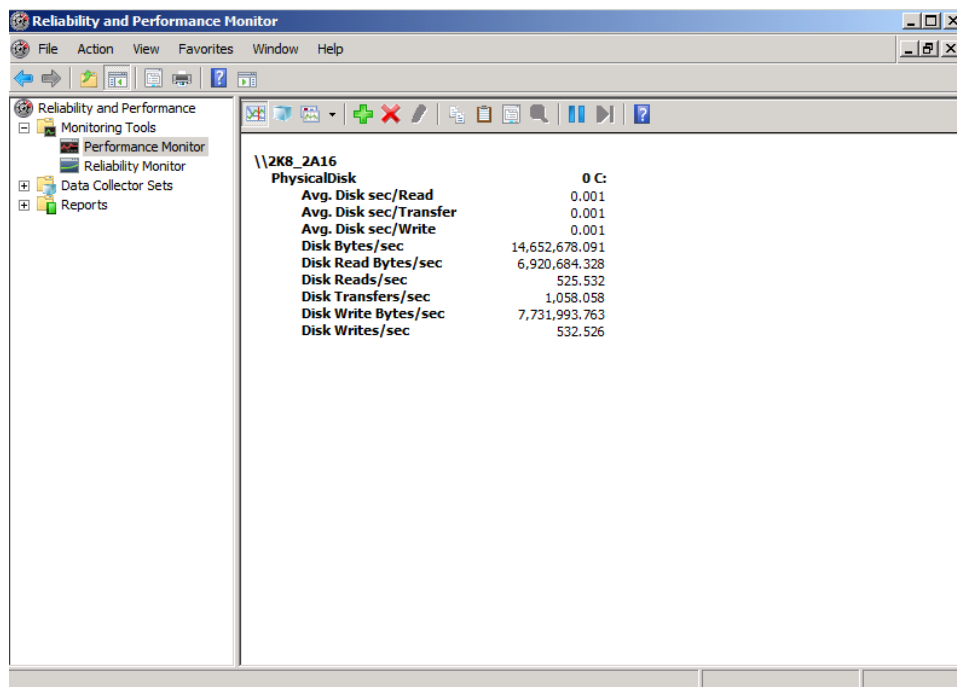 Reliability and Performance Monitor
File Action View Favorites Window Help
Reliability and Performance
Monitoring Tools
Performance Monitor
Reliability Monitor
Data Collector Sets
Reports
\\2K8_2A16
PhysicalDisk 0 C:
Avg. Disk sec/Read 0.001
Avg. Disk sec/Transfer 0.001
Avg. Disk sec/Write 0.001
Disk Bytes/sec 14,652,678.091
Disk Read Bytes/sec 6,920,684.328
Disk Reads/sec 525.532
Disk Transfers/sec 1,058.058
Disk Write Bytes/sec 7,731,993.763
Disk Writes/sec 532.526